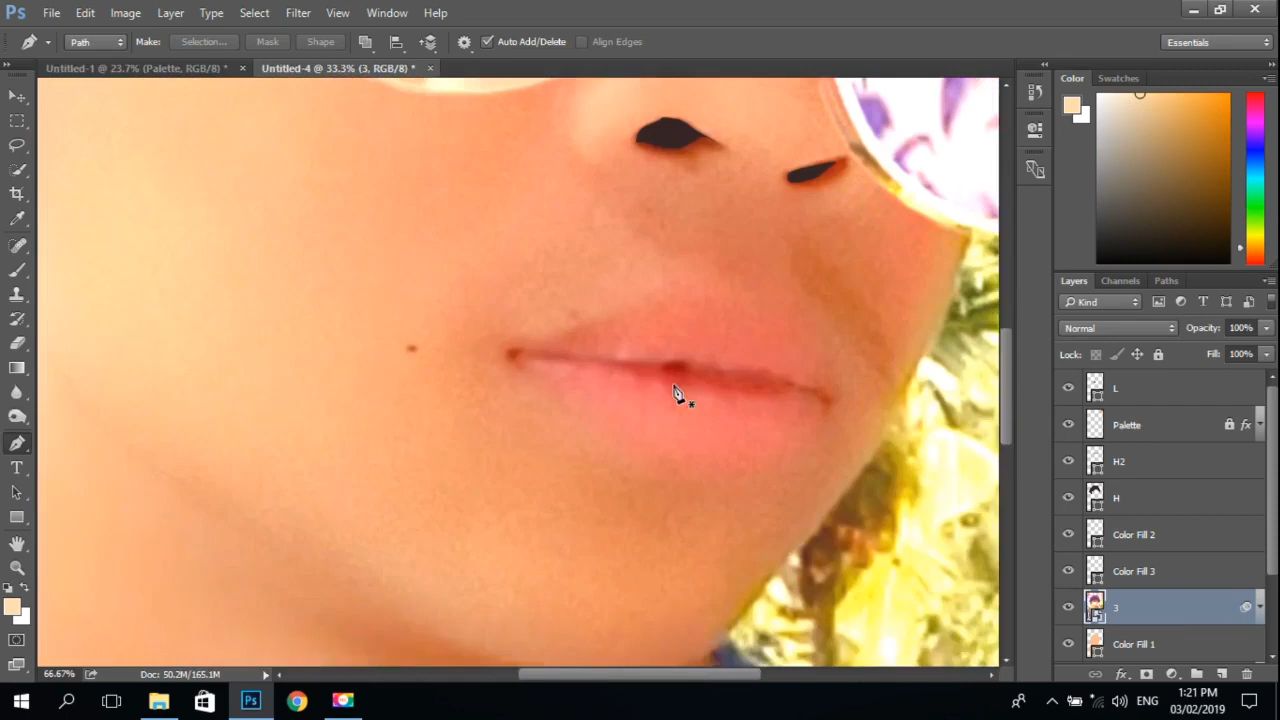 Ps File Edit Image Layer Type Select Filter View Window Help
Path Make: Selection... Mask Shape Auto Add/Delete Align Edges Essentials
Untitled-1 @ 23.7% (Palette, RGB/8) * × Untitled-4 @ 33.3% (3, RGB/8) * ×
Color Swatches
Layers Channels Paths
Kind
Normal Opacity: 100%
Lock: Fill: 100%
L
Palette fx
H2
H
Color Fill 2
Color Fill 3
3
Color Fill 1
66.67% Doc: 50.2M/165.1M
fx
Ps ENG 1:21 PM
03/02/2019